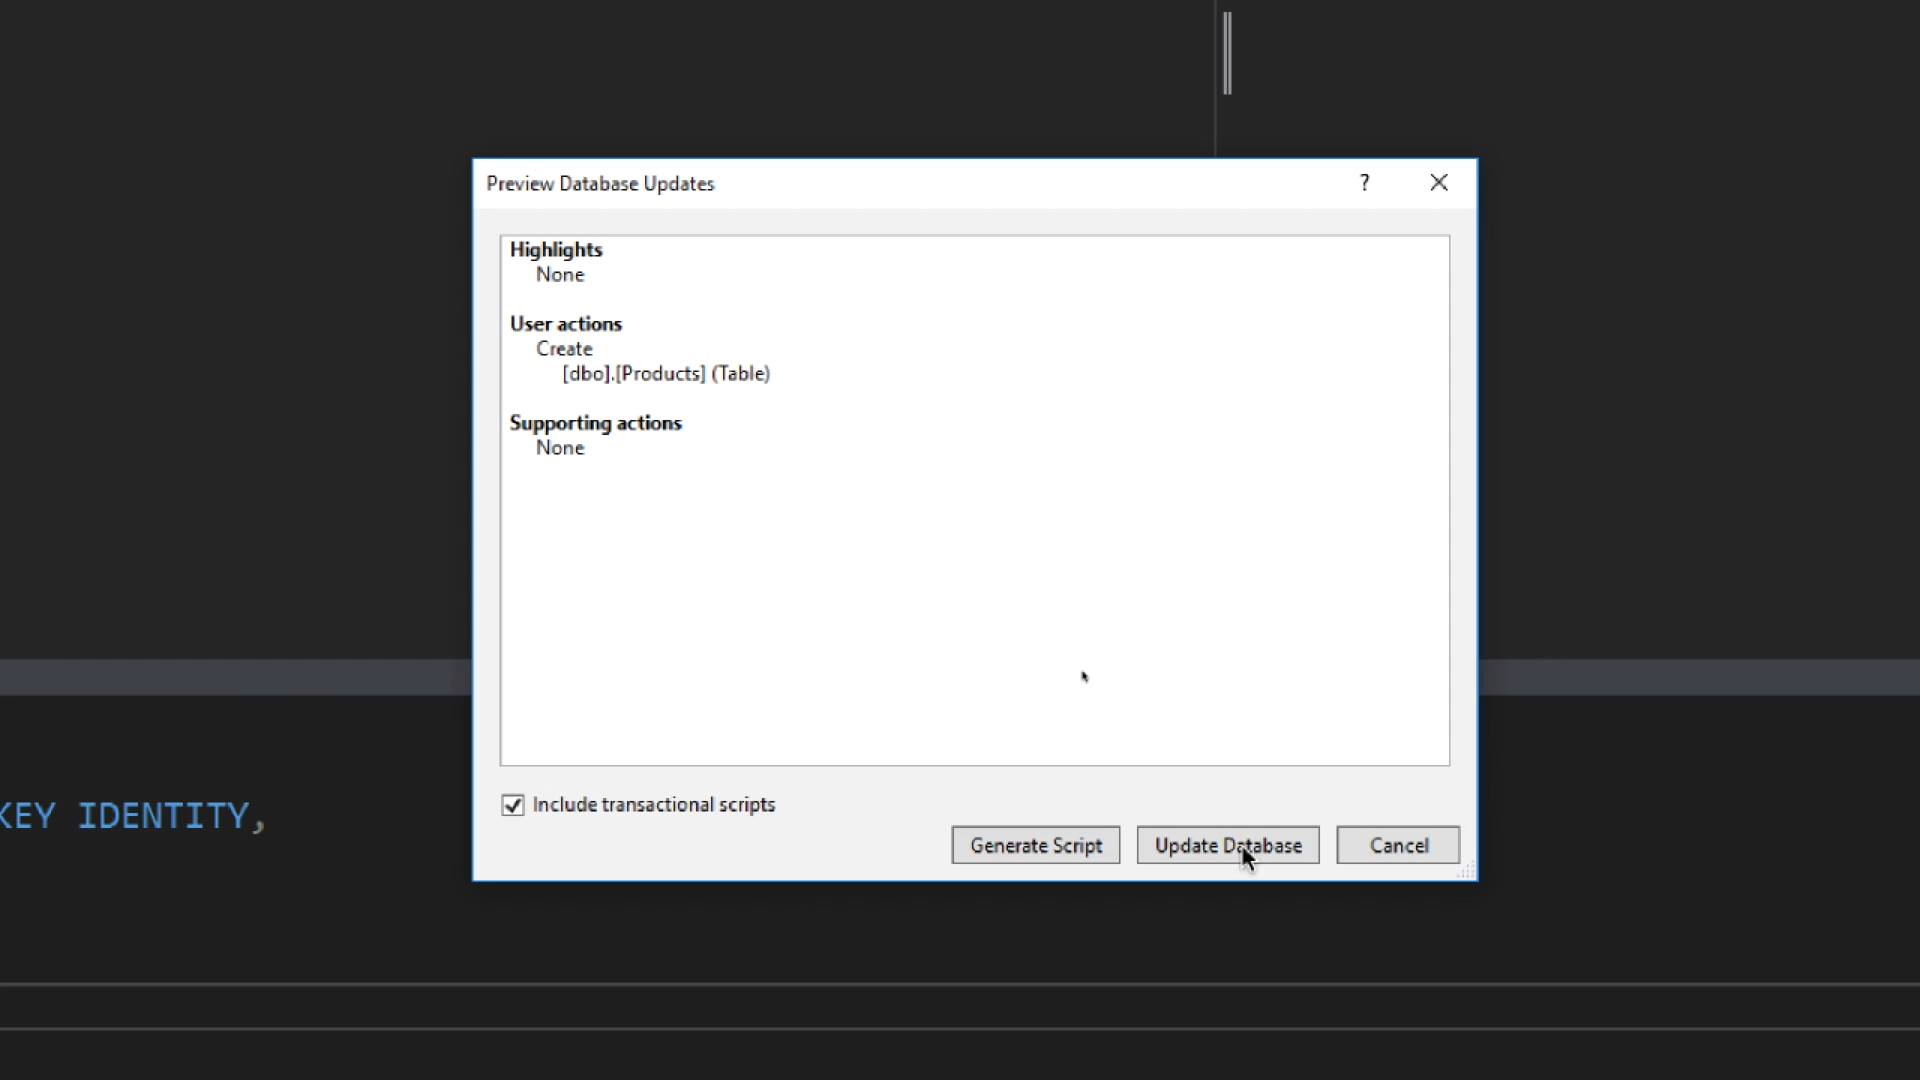 Preview Database Updates
?
Highlights
None
User actions
Create
[dbo].[Products] (Table)
Supporting actions
None
KEY IDENTITY,
Include transactional scripts
Generate Script
Update Database
Cancel